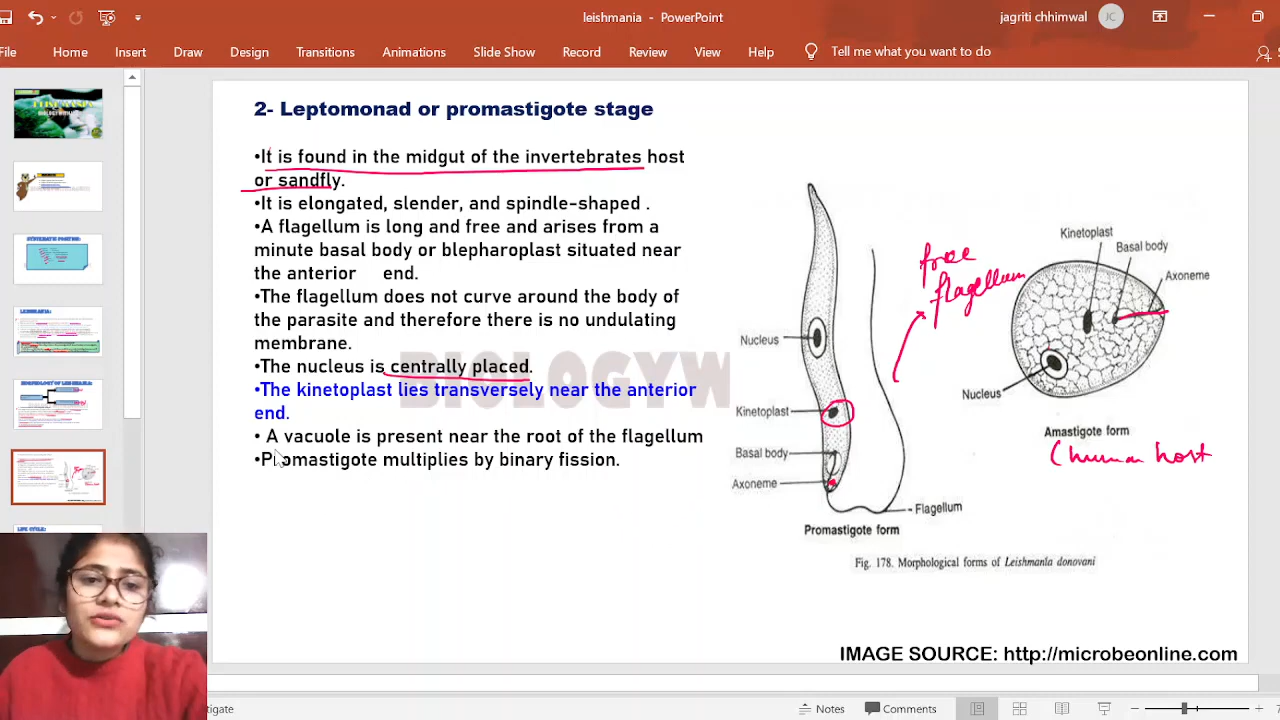 leishmania - PowerPoint
jagriti chhimwal JC
File Home Insert Draw Design Transitions Animations Slide Show Record Review View Help Tell me what you want to do
2- Leptomonad or promastigote stage
•It is found in the midgut of the invertebrates host
or sandfly.
•It is elongated, slender, and spindle-shaped .
•A flagellum is long and free and arises from a
minute basal body or blepharoplast situated near
the anterior end.
•The flagellum does not curve around the body of
the parasite and therefore there is no undulating
membrane.
•The nucleus is centrally placed.
•The kinetoplast lies transversely near the anterior
end.
• A vacuole is present near the root of the flagellum
•Promastigote multiplies by binary fission.
BIOLOGYW
free
flagellum
Nucleus
Kinetoplast
Basal body
Axoneme
Flagellum
Promastigote form
Kinetoplast
Basal body
Axoneme
Nucleus
Amastigote form
(human host
Fig. 178. Morphological forms of Leishmania donovani
IMAGE SOURCE: http://microbeonline.com
Notes Comments